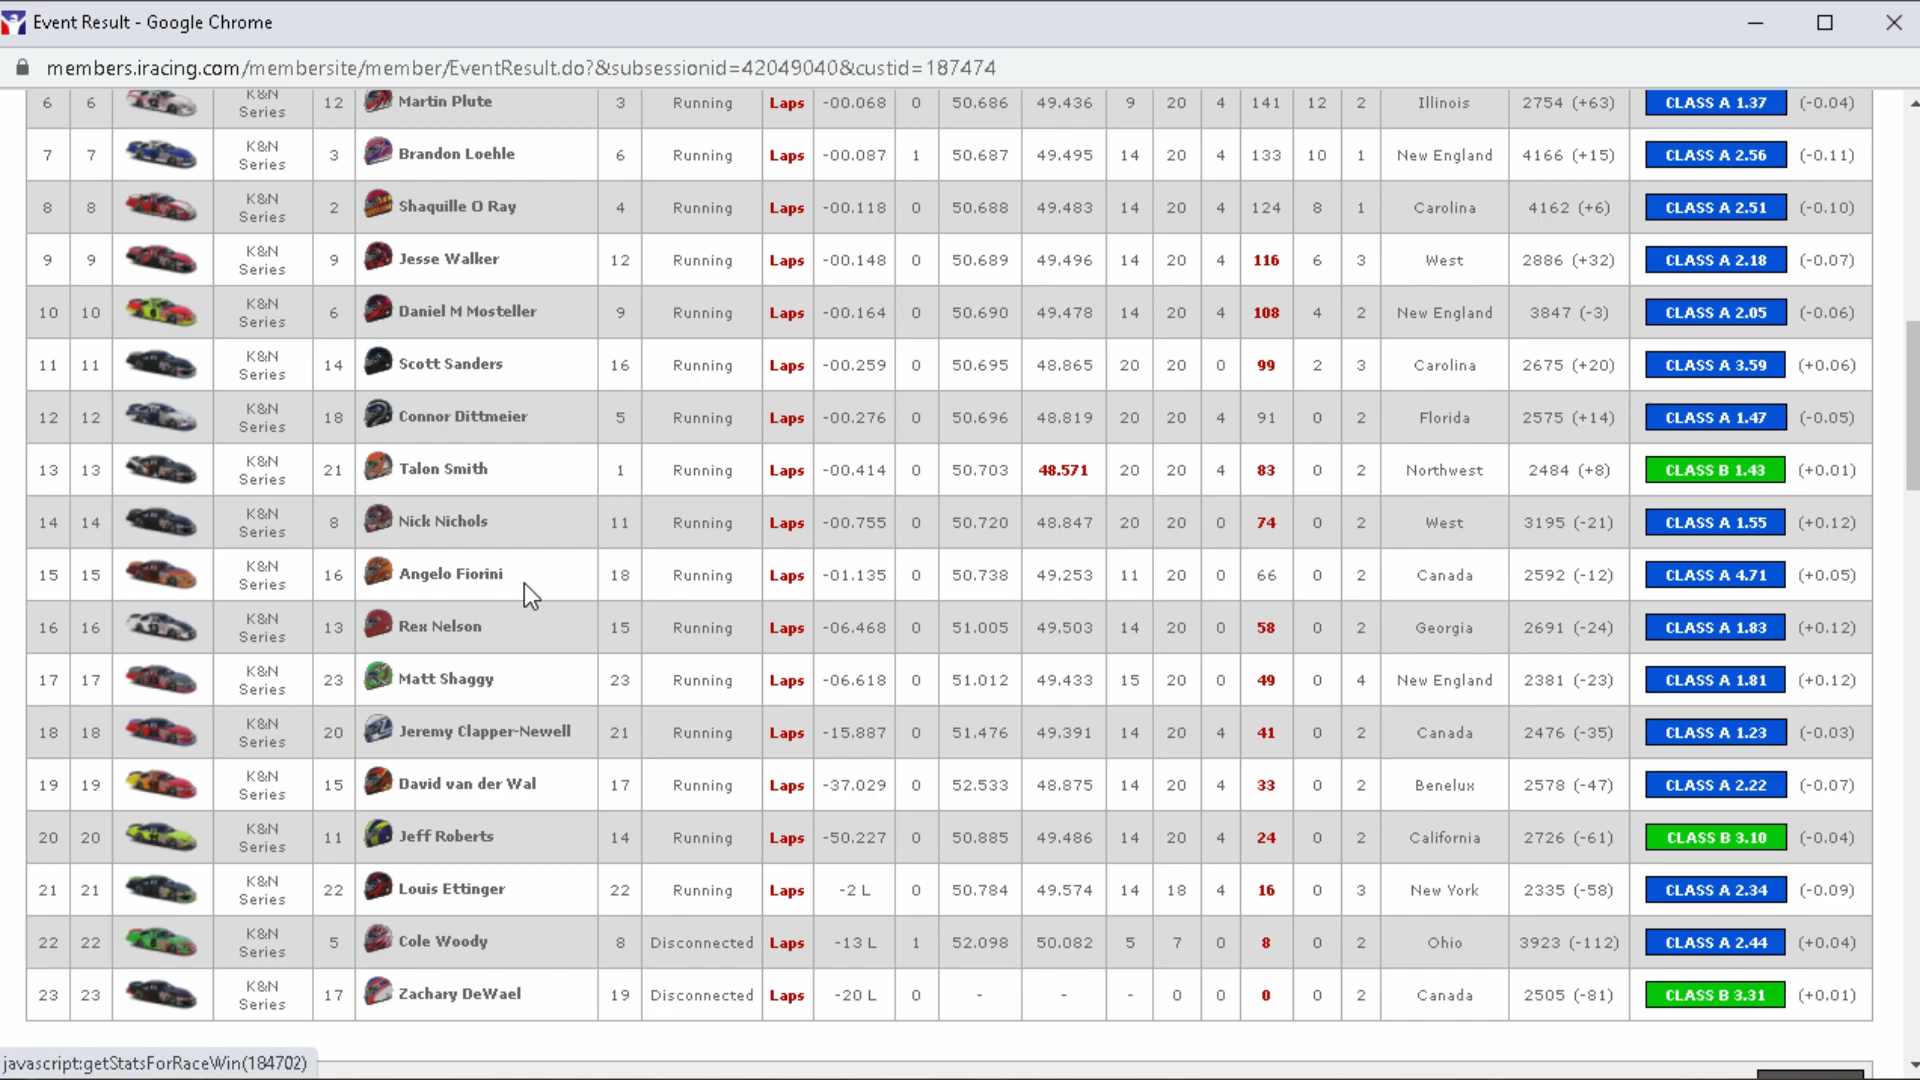 Event Result - Google Chrome
members.iracing.com/membersite/member/EventResult.do?&subsessionid=42049040&custid=187474
6 6 K&N Series 12 Martin Plute 3 Running Laps -00.068 0 50.686 49.436 9 20 4 141 12 2 Illinois 2754 (+63) CLASS A 1.37 (-0.04)
7 7 K&N Series 3 Brandon Loehle 6 Running Laps -00.087 1 50.687 49.495 14 20 4 133 10 1 New England 4166 (+15) CLASS A 2.56 (-0.11)
8 8 K&N Series 2 Shaquille O Ray 4 Running Laps -00.118 0 50.688 49.483 14 20 4 124 8 1 Carolina 4162 (+6) CLASS A 2.51 (-0.10)
9 9 K&N Series 9 Jesse Walker 12 Running Laps -00.148 0 50.689 49.496 14 20 4 116 6 3 West 2886 (+32) CLASS A 2.18 (-0.07)
10 10 K&N Series 6 Daniel M Mosteller 9 Running Laps -00.164 0 50.690 49.478 14 20 4 108 4 2 New England 3847 (-3) CLASS A 2.05 (-0.06)
11 11 K&N Series 14 Scott Sanders 16 Running Laps -00.259 0 50.695 48.865 20 20 0 99 2 3 Carolina 2675 (+20) CLASS A 3.59 (+0.06)
12 12 K&N Series 18 Connor Dittmeier 5 Running Laps -00.276 0 50.696 48.819 20 20 4 91 0 2 Florida 2575 (+14) CLASS A 1.47 (-0.05)
13 13 K&N Series 21 Talon Smith 1 Running Laps -00.414 0 50.703 48.571 20 20 4 83 0 2 Northwest 2484 (+8) CLASS B 1.43 (+0.01)
14 14 K&N Series 8 Nick Nichols 11 Running Laps -00.755 0 50.720 48.847 20 20 0 74 0 2 West 3195 (-21) CLASS A 1.55 (+0.12)
15 15 K&N Series 16 Angelo Fiorini 18 Running Laps -01.135 0 50.738 49.253 11 20 4 66 0 2 Canada 2592 (-12) CLASS A 4.71 (+0.05)
16 16 K&N Series 13 Rex Nelson 15 Running Laps -06.468 0 51.005 49.503 14 20 0 58 0 2 Georgia 2691 (-24) CLASS A 1.83 (+0.12)
17 17 K&N Series 23 Matt Shaggy 23 Running Laps -06.618 0 51.012 49.433 15 20 0 49 0 4 New England 2381 (-23) CLASS A 1.81 (+0.12)
18 18 K&N Series 20 Jeremy Clapper-Newell 21 Running Laps -15.887 0 51.476 49.391 14 20 4 41 0 2 Canada 2476 (-35) CLASS A 1.23 (-0.03)
19 19 K&N Series 15 David van der Wal 17 Running Laps -37.029 0 52.533 48.875 14 20 4 33 0 2 Benelux 2578 (-47) CLASS A 2.22 (-0.07)
20 20 K&N Series 11 Jeff Roberts 14 Running Laps -50.227 0 50.885 49.486 14 20 4 24 0 2 California 2726 (-61) CLASS B 3.10 (-0.04)
21 21 K&N Series 22 Louis Ettinger 22 Running Laps -2 L 0 50.784 49.574 14 18 4 16 0 3 New York 2335 (-58) CLASS A 2.34 (-0.09)
22 22 K&N Series 5 Cole Woody 8 Disconnected Laps -13 L 1 52.098 50.082 5 7 0 8 0 2 Ohio 3923 (-112) CLASS A 2.44 (+0.04)
23 23 K&N Series 17 Zachary DeWael 19 Disconnected Laps -20 L 0 - - - 0 0 0 0 2 Canada 2505 (-81) CLASS B 3.31 (+0.01)
javascript:getStatsForRaceWin(184702)